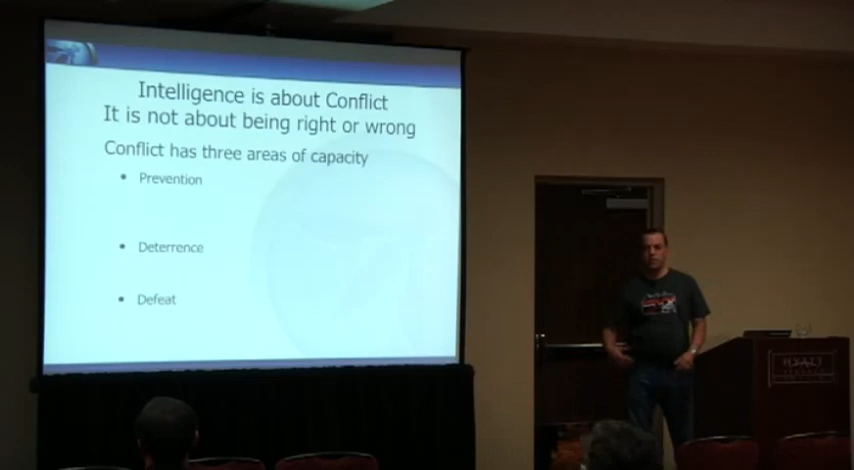 Intelligence is about Conflict
It is not about being right or wrong
Conflict has three areas of capacity
• Prevention
• Deterrence
• Defeat
HYATT